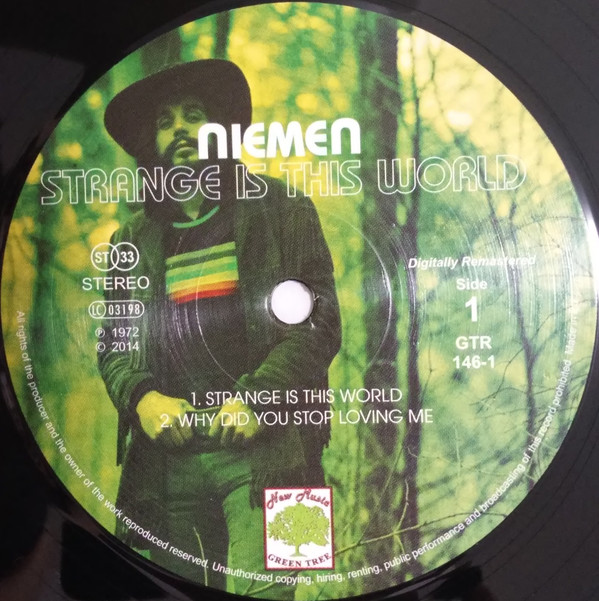 NIEMEN
STRANGE IS THIS WORLD
ST 33
STEREO
LC 03198
℗ 1972
© 2014
Digitally Remastered
Side
1
GTR
146-1
1. STRANGE IS THIS WORLD
2. WHY DID YOU STOP LOVING ME
New Music
GREEN TREE
All rights of the producer and the owner of the work reproduced reserved. Unauthorized copying, hiring, renting, public performance and broadcasting of this record prohibited.